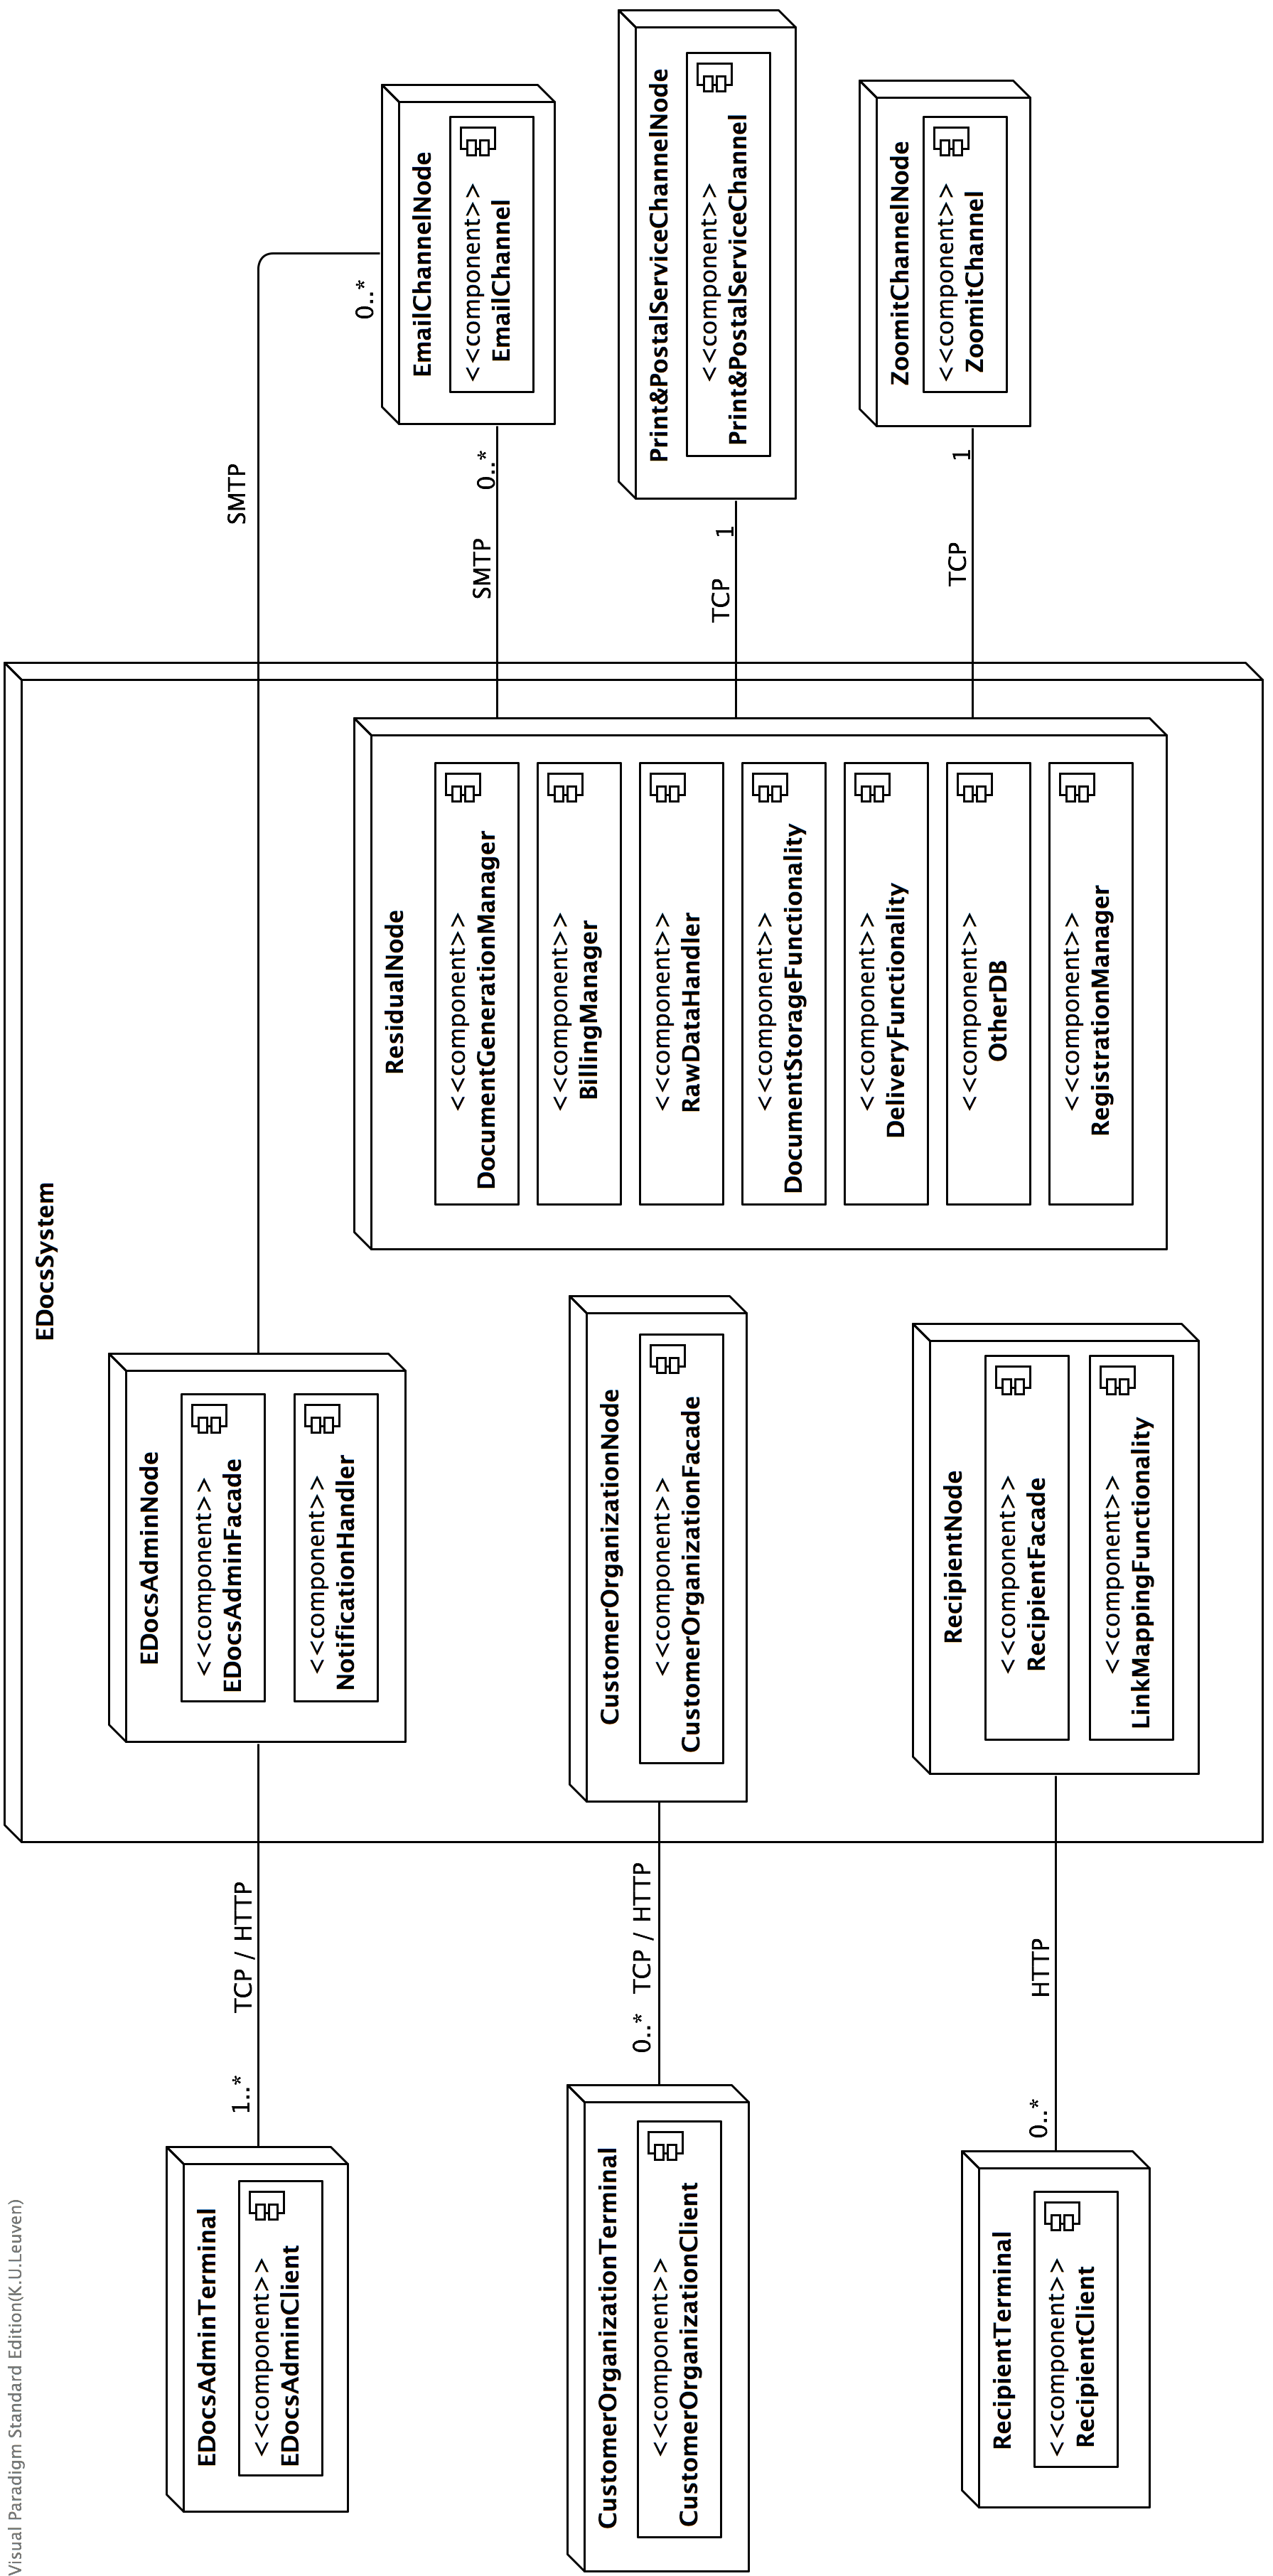 Visual Paradigm Standard Edition(K.U.Leuven)
EDocsSystem
EDocsAdminTerminal
<<component>>
EDocsAdminClient
1..*
TCP / HTTP
EDocsAdminNode
<<component>>
EDocsAdminFacade
<<component>>
NotificationHandler
SMTP
0..*
EmailChannelNode
<<component>>
EmailChannel
SMTP
0..*
CustomerOrganizationTerminal
<<component>>
CustomerOrganizationClient
0..*
TCP / HTTP
CustomerOrganizationNode
<<component>>
CustomerOrganizationFacade
ResidualNode
<<component>>
DocumentGenerationManager
<<component>>
BillingManager
<<component>>
RawDataHandler
<<component>>
DocumentStorageFunctionality
<<component>>
DeliveryFunctionality
<<component>>
OtherDB
<<component>>
RegistrationManager
TCP
1
Print&PostalServiceChannelNode
<<component>>
Print&PostalServiceChannel
TCP
1
ZoomitChannelNode
<<component>>
ZoomitChannel
RecipientTerminal
<<component>>
RecipientClient
0..*
HTTP
RecipientNode
<<component>>
RecipientFacade
<<component>>
LinkMappingFunctionality